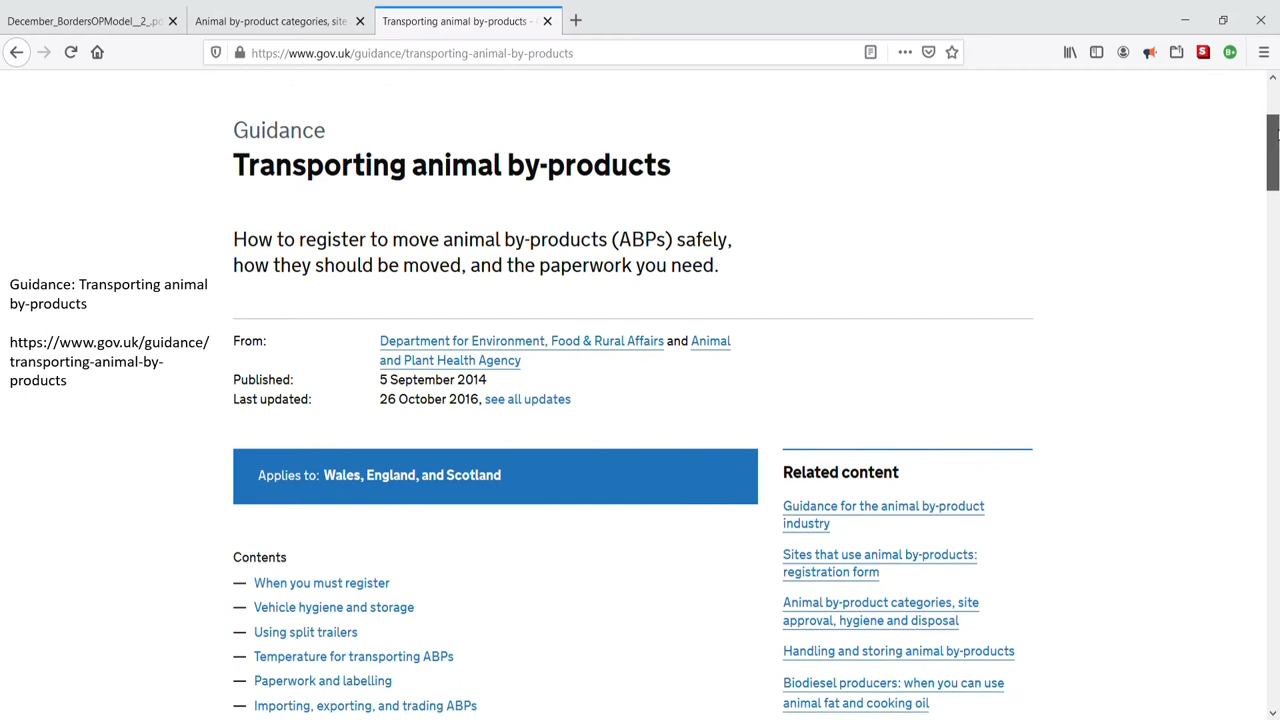 December_BordersOPModel__2_.pd
Animal by-product categories, site
Transporting animal by-products -
https://www.gov.uk/guidance/transporting-animal-by-products
Guidance
Transporting animal by-products
How to register to move animal by-products (ABPs) safely,
how they should be moved, and the paperwork you need.
Guidance: Transporting animal
by-products
https://www.gov.uk/guidance/
transporting-animal-by-
products
From: Department for Environment, Food & Rural Affairs and Animal
and Plant Health Agency
Published: 5 September 2014
Last updated: 26 October 2016, see all updates
Applies to: Wales, England, and Scotland
Contents
— When you must register
— Vehicle hygiene and storage
— Using split trailers
— Temperature for transporting ABPs
— Paperwork and labelling
— Importing, exporting, and trading ABPs
Related content
Guidance for the animal by-product
industry
Sites that use animal by-products:
registration form
Animal by-product categories, site
approval, hygiene and disposal
Handling and storing animal by-products
Biodiesel producers: when you can use
animal fat and cooking oil